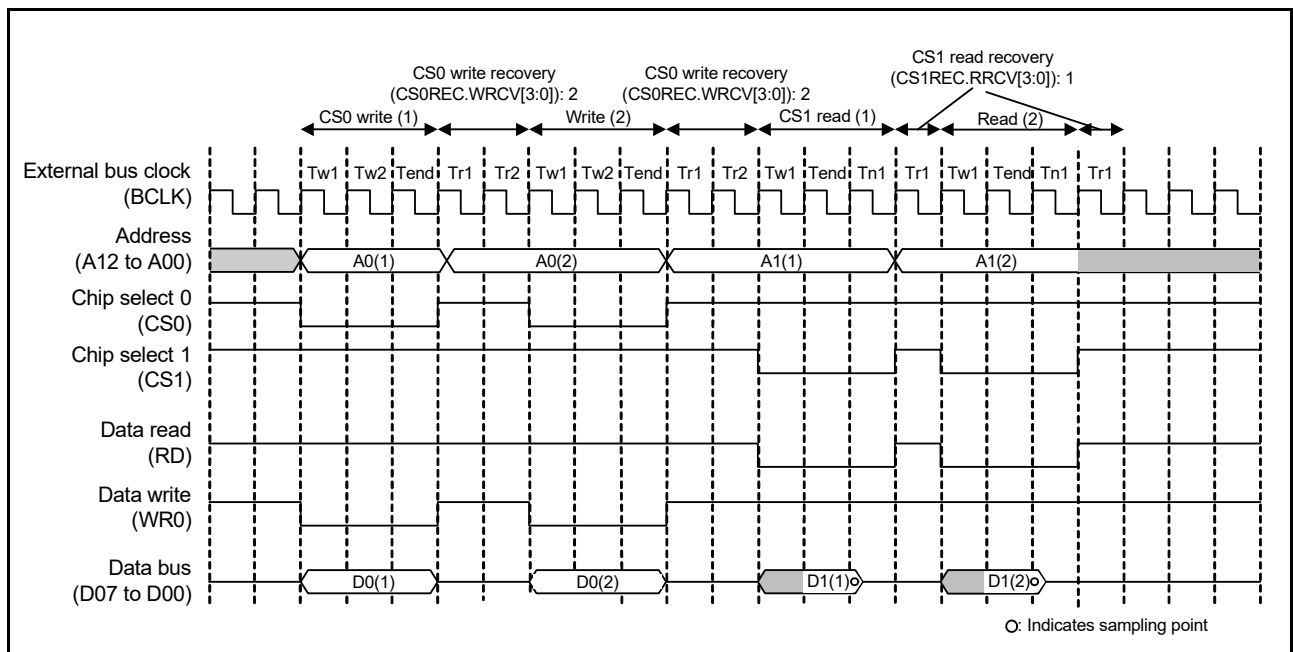 CS1 read recovery
(CS1REC.RRCV[3:0]): 1
CS0 write recovery
(CS0REC.WRCV[3:0]): 2
CS0 write recovery
(CS0REC.WRCV[3:0]): 2
CS0 write (1) Write (2) CS1 read (1) Read (2)
Tw1 Tw2 Tend Tr1 Tr2 Tw1 Tw2 Tend Tr1 Tr2 Tw1 Tend Tn1 Tr1 Tw1 Tend Tn1 Tr1
External bus clock
(BCLK)
Address
(A12 to A00)
A0(1) A0(2) A1(1) A1(2)
Chip select 0
(CS0)
Chip select 1
(CS1)
Data read
(RD)
Data write
(WR0)
Data bus
(D07 to D00)
D0(1) D0(2) D1(1) D1(2)
: Indicates sampling point